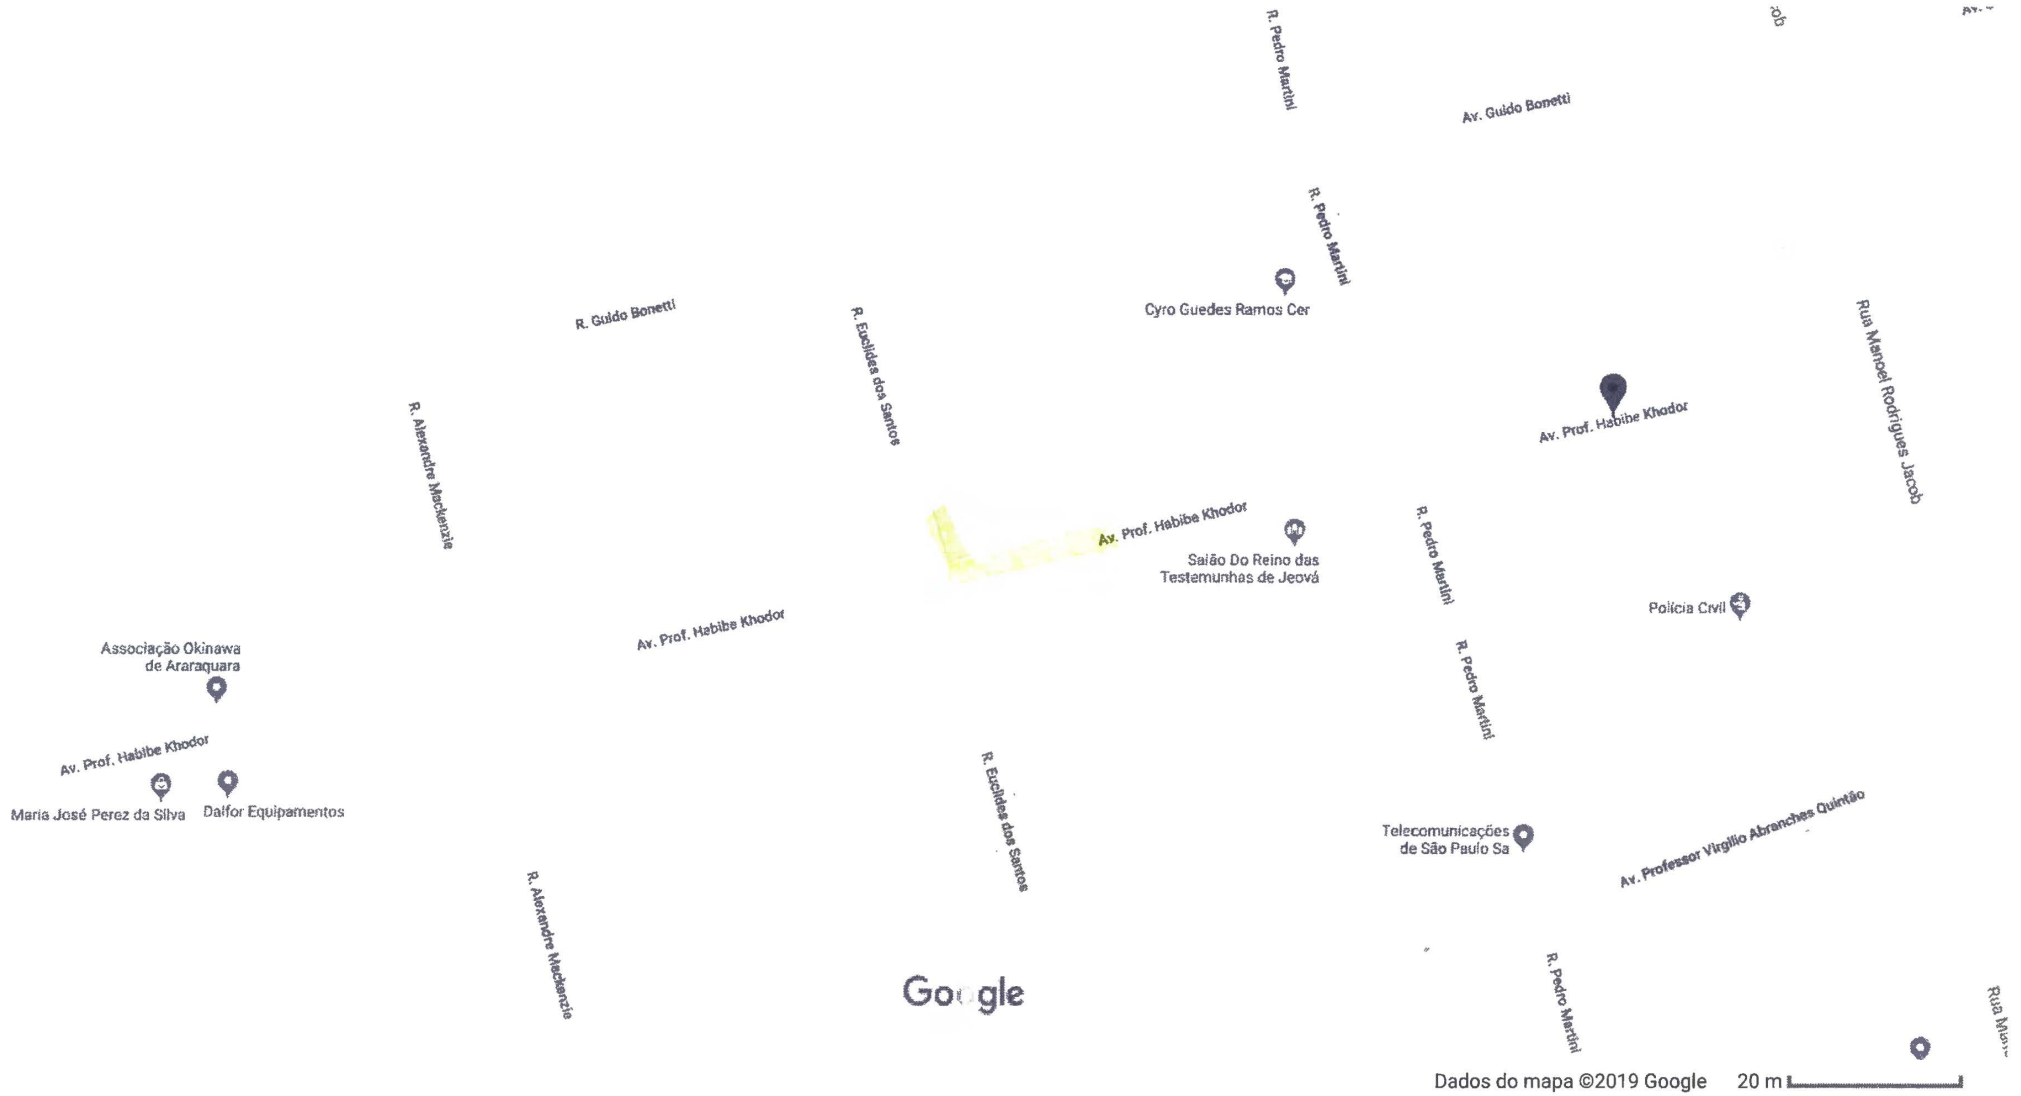 R. Pedro Martini
Av. Guido Bonetti
R. Pedro Martini
Cyro Guedes Ramos Cer
R. Guido Bonetti
R. Euclides dos Santos
Rua Manoel Rodrigues Jacob
R. Alexandre Mackenzie
Av. Prof. Habibe Khodor
Av. Prof. Habibe Khodor
R. Pedro Martini
Salão Do Reino das
Testemunhas de Jeová
Polícia Civil
Av. Prof. Habibe Khodor
Associação Okinawa
de Araraquara
R. Pedro Martini
Av. Prof. Habibe Khodor
Maria José Perez da Silva
Dalfor Equipamentos
R. Euclides dos Santos
Telecomunicações
de São Paulo Sa
Av. Professor Virgilio Abranches Quintão
R. Alexandre Mackenzie
Google
R. Pedro Martini
Rua
Dados do mapa ©2019 Google
20 m